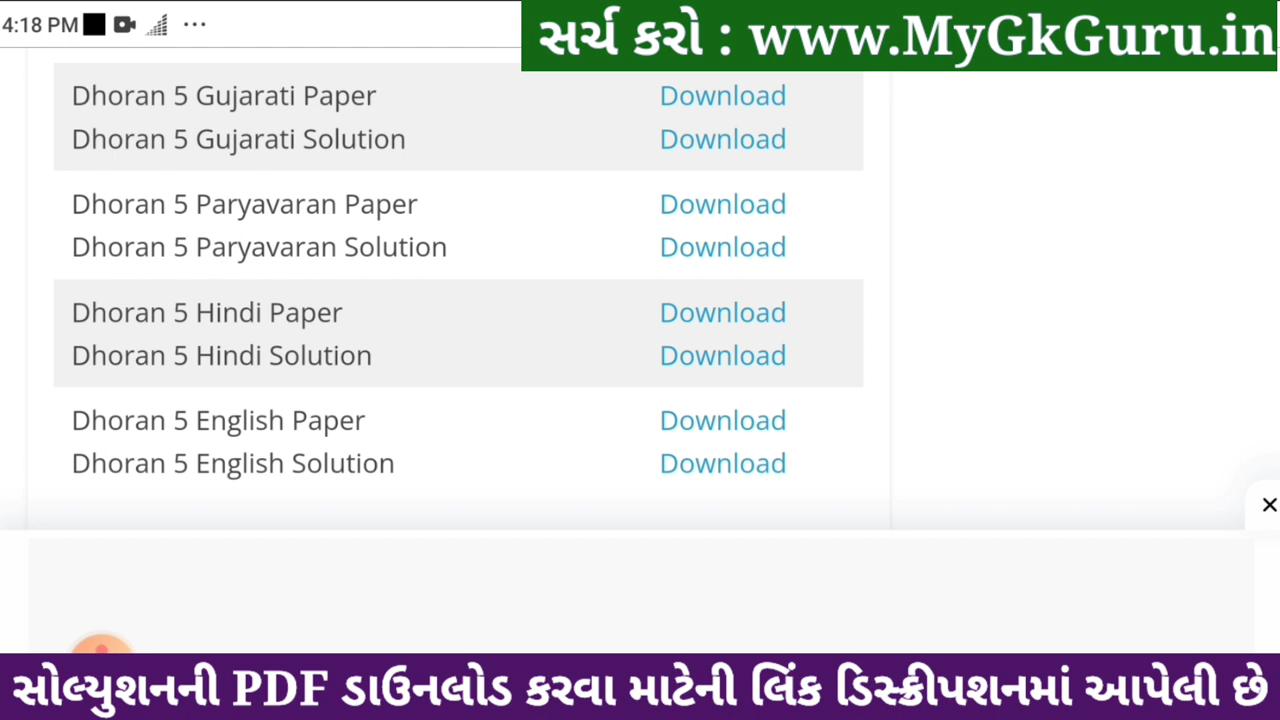 4:18 PM
સર્ચ કરો : www.MyGkGuru.in
Dhoran 5 Gujarati Paper Download
Dhoran 5 Gujarati Solution Download
Dhoran 5 Paryavaran Paper Download
Dhoran 5 Paryavaran Solution Download
Dhoran 5 Hindi Paper Download
Dhoran 5 Hindi Solution Download
Dhoran 5 English Paper Download
Dhoran 5 English Solution Download
સોલ્યુશનની PDF ડાઉનલોડ કરવા માટેની લિંક ડિસ્ક્રીપશનમાં આપેલી છે